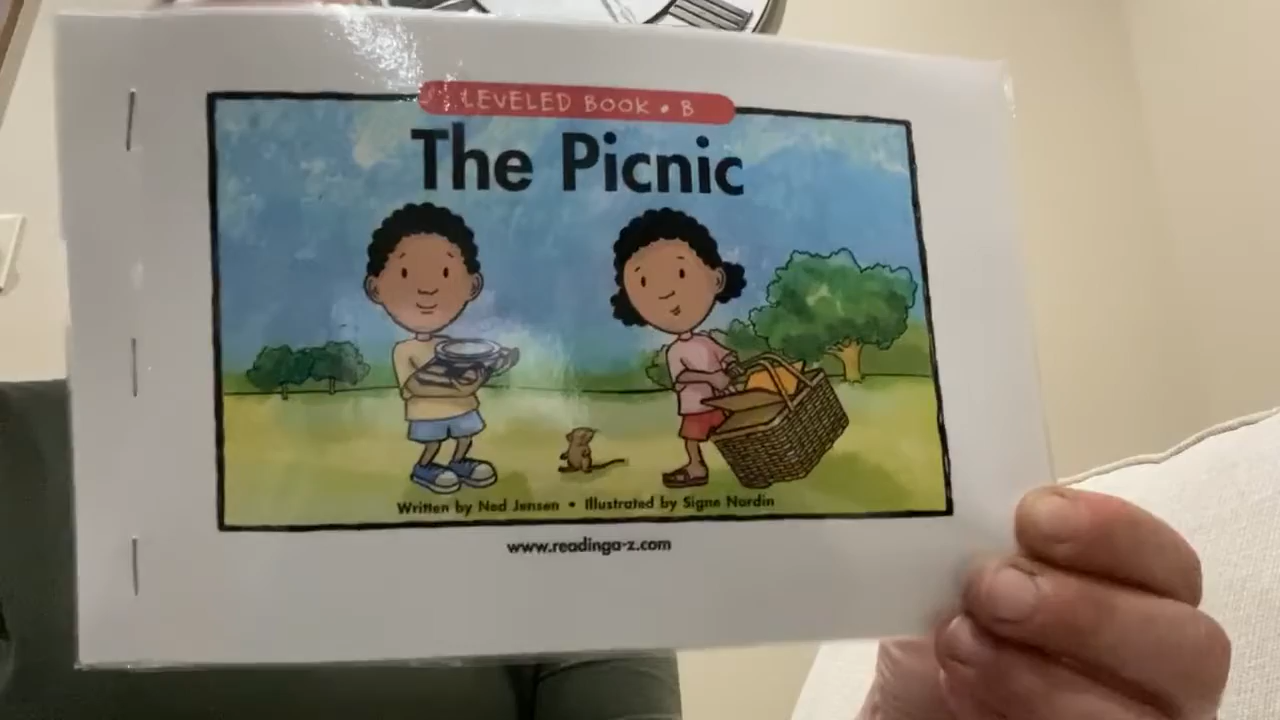 LEVELED BOOK • B
The Picnic
Written by Ned Jensen • Illustrated by Signe Nordin
www.readinga-z.com